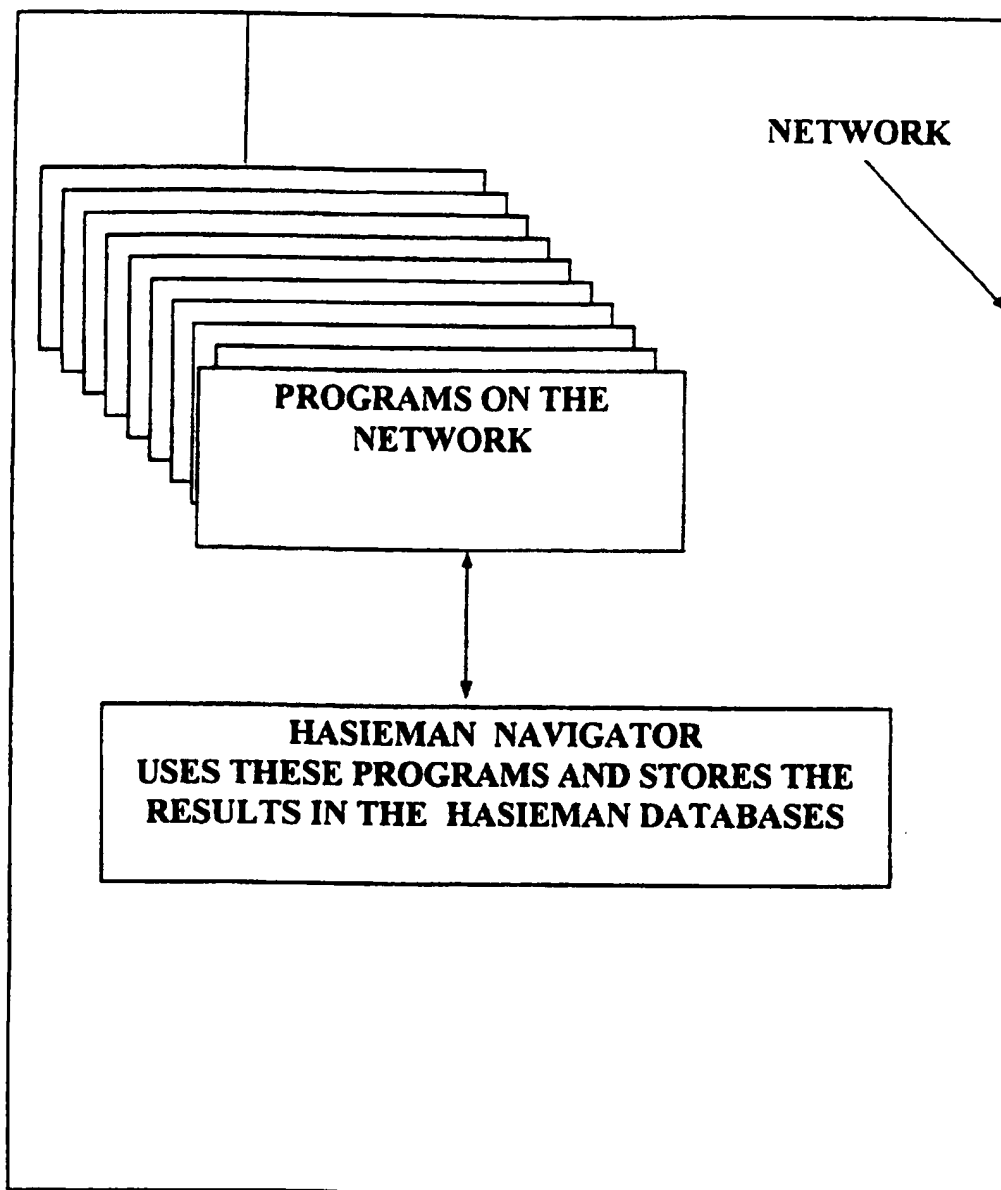 NETWORK
PROGRAMS ON THE
NETWORK
HASIEMAN NAVIGATOR
USES THESE PROGRAMS AND STORES THE
RESULTS IN THE HASIEMAN DATABASES